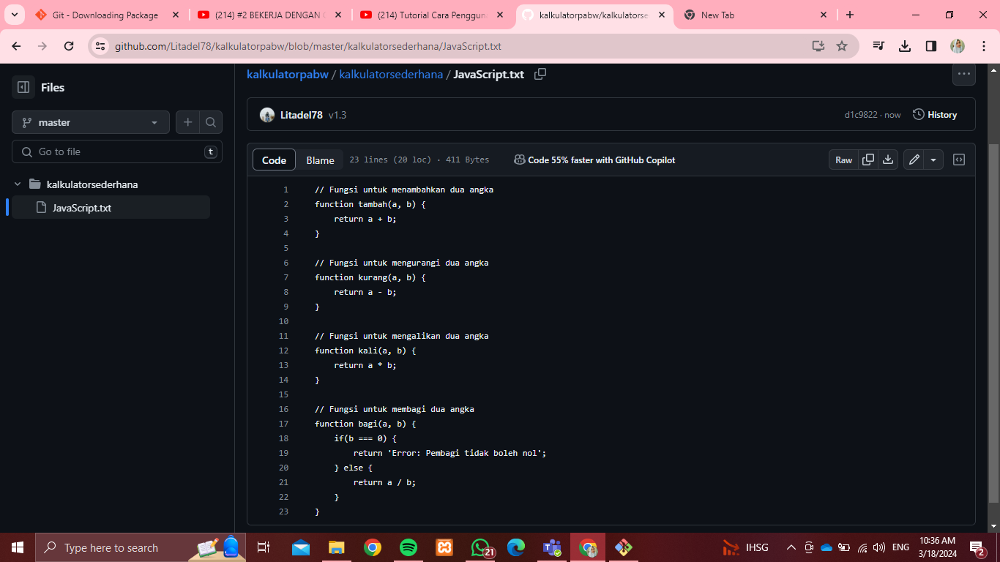 Git - Downloading Package
(214) #2 BEKERJA DENGAN
(214) Tutorial Cara Penggun
kalkulatorpabw/kalkulatorse
New Tab
github.com/Litadel78/kalkulatorpabw/blob/master/kalkulatorsederhana/JavaScript.txt
Files
master
Go to file
t
kalkulatorsederhana
JavaScript.txt
kalkulatorpabw / kalkulatorsederhana / JavaScript.txt
Litadel78 v1.3
d1c9822 · now
History
Code
Blame
23 lines (20 loc) · 411 Bytes
Code 55% faster with GitHub Copilot
Raw
1 // Fungsi untuk menambahkan dua angka
2 function tambah(a, b) {
3 return a + b;
4 }
5
6 // Fungsi untuk mengurangi dua angka
7 function kurang(a, b) {
8 return a - b;
9 }
10
11 // Fungsi untuk mengalikan dua angka
12 function kali(a, b) {
13 return a * b;
14 }
15
16 // Fungsi untuk membagi dua angka
17 function bagi(a, b) {
18 if(b === 0) {
19 return 'Error: Pembagi tidak boleh nol';
20 } else {
21 return a / b;
22 }
23 }
Type here to search
21
IHSG
ENG
10:36 AM
3/18/2024
2